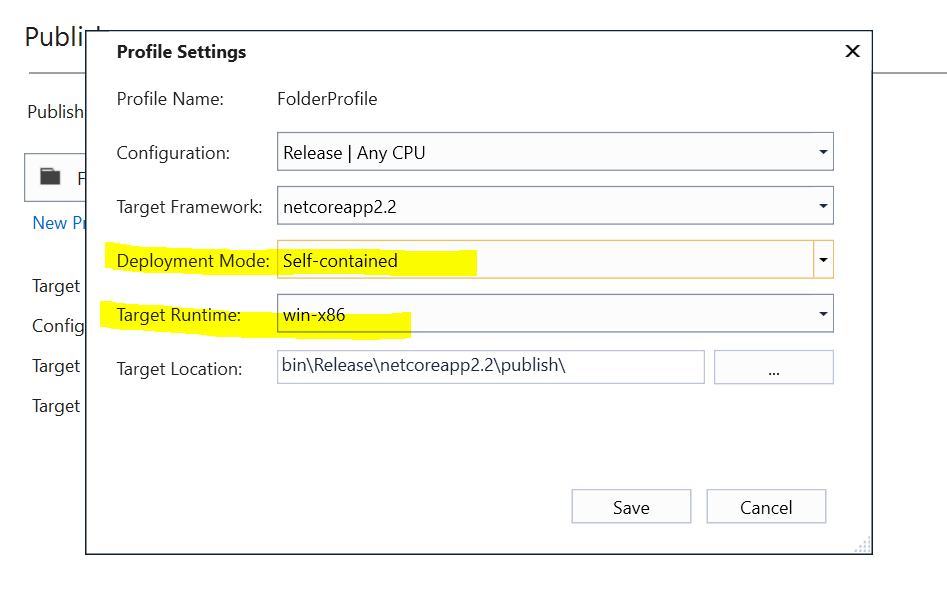 Publish
Profile Settings
Profile Name: FolderProfile
Publish
Configuration: Release | Any CPU
F
Target Framework: netcoreapp2.2
New Pr
Deployment Mode: Self-contained
Target
Target Runtime: win-x86
Config
Target
Target Location: bin\Release\netcoreapp2.2\publish\ ...
Target
Save Cancel